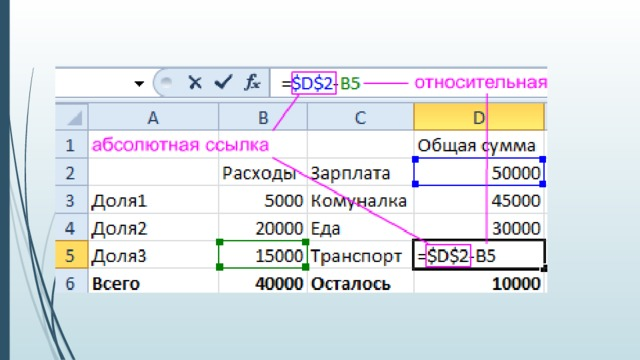 =$D$2-B5 относительная
A B C D
1 абсолютная ссылка Общая сумма
2 Расходы Зарплата 50000
3 Доля1 5000 Комуналка 45000
4 Доля2 20000 Еда 30000
5 Доля3 15000 Транспорт =$D$2-B5
6 Всего 40000 Осталось 10000